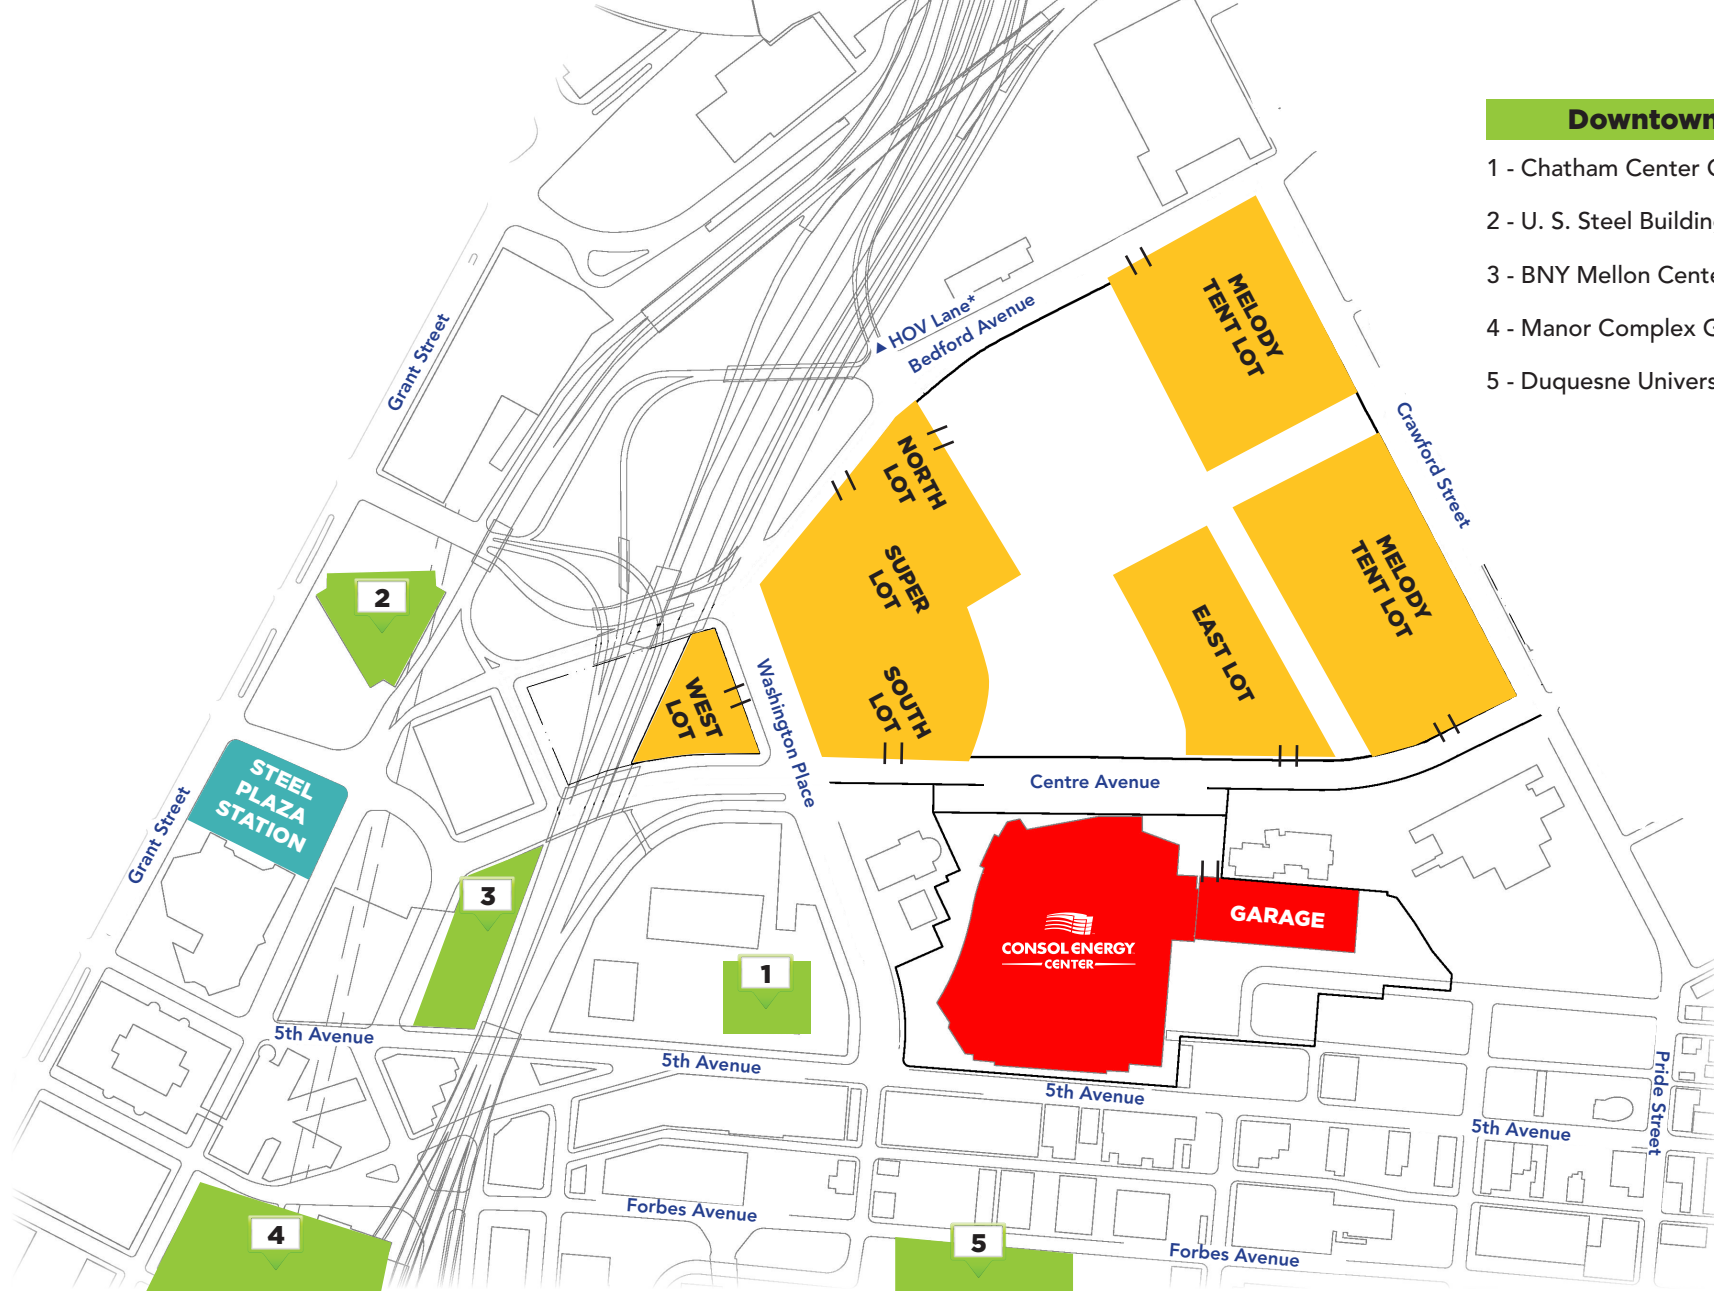 Downtown
1 - Chatham Center
2 - U. S. Steel
3 - BNY Mellon
4 - Manor Complex
5 - Duquesne
HOV Lane*
Bedford Avenue
Grant Street
MELODY
TENT LOT
Crawford Street
NORTH
LOT
SUPER
LOT
SOUTH
LOT
EAST LOT
MELODY
TENT LOT
2
WEST
LOT
Washington Place
STEEL
PLAZA
STATION
Grant Street
Centre Avenue
3
1
CONSOL ENERGY
CENTER
GARAGE
5th Avenue
5th Avenue
5th Avenue
5th Avenue
Pride Street
Forbes Avenue
Forbes Avenue
4
5